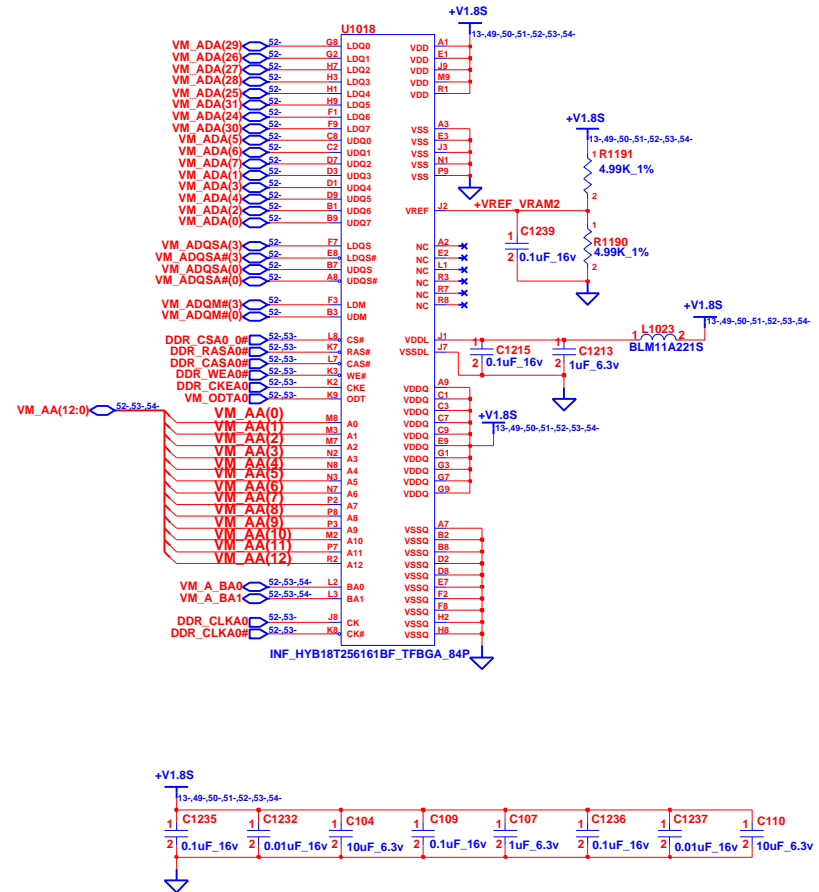 +V1.8S
13-,49-,50-,51-,52-,53-,54-
U1018
VM_ADA(29) 52- G8 LDQ0 VDD A1
VM_ADA(26) 52- G2 LDQ1 VDD E1
VM_ADA(27) 52- H7 LDQ2 VDD J9
VM_ADA(28) 52- H3 LDQ3 VDD M9
VM_ADA(25) 52- H1 LDQ4 VDD R1
VM_ADA(31) 52- H9 LDQ5
VM_ADA(24) 52- F1 LDQ6
VM_ADA(30) 52- F9 LDQ7 VSS A3
VM_ADA(5) 52- C8 UDQ0 VSS E3
VM_ADA(6) 52- C2 UDQ1 VSS J3
VM_ADA(7) 52- D7 UDQ2 VSS N1
VM_ADA(1) 52- D3 UDQ3 VSS P9
VM_ADA(3) 52- D1 UDQ4
VM_ADA(4) 52- D9 UDQ5
VM_ADA(2) 52- B1 UDQ6 VREF J2 +VREF_VRAM2
VM_ADA(0) 52- B9 UDQ7
+V1.8S
13-,49-,50-,51-,52-,53-,54-
1 R1191
4.99K_1%
2
1 C1239
2 0.1uF_16v
1
R1190
4.99K_1%
2
VM_ADQSA(3) 52- F7 LDQS NC A2
VM_ADQSA#(3) 52- E8 LDQS# NC E2
VM_ADQSA(0) 52- B7 UDQS NC L1
VM_ADQSA#(0) 52- A8 UDQS# NC R3
NC R7
VM_ADQM#(3) 52- F3 LDM NC R8
VM_ADQM#(0) 52- B3 UDM
+V1.8S
13-,49-,50-,51-,52-,53-,54-
1 L1023 2
BLM11A221S
DDR_CSA0_0# 52-,53- L8 CS# VDDL J1
DDR_RASA0# 52-,53- K7 RAS# VSSDL J7
DDR_CASA0# 52-,53- L7 CAS#
DDR_WEA0# 52-,53- K3 WE#
DDR_CKEA0 52-,53- K2 CKE
VM_ODTA0 52-,53- K9 ODT
1 C1215
2 0.1uF_16v
1 C1213
2 1uF_6.3v
VM_AA(12:0) 52-,53-,54-
VM_AA(0) M8 A0
VM_AA(1) M3 A1
VM_AA(2) M7 A2
VM_AA(3) N2 A3
VM_AA(4) N8 A4
VM_AA(5) N3 A5
VM_AA(6) N7 A6
VM_AA(7) P2 A7
VM_AA(8) P8 A8
VM_AA(9) P3 A9
VM_AA(10) M2 A10
VM_AA(11) P7 A11
VM_AA(12) R2 A12
VDDQ A9
VDDQ C1
VDDQ C3
VDDQ C7
VDDQ C9
VDDQ E9
VDDQ G1
VDDQ G3
VDDQ G7
VDDQ G9
+V1.8S
13-,49-,50-,51-,52-,53-,54-
VSSQ A7
VSSQ B2
VSSQ B8
VSSQ D2
VSSQ D8
VSSQ E7
VSSQ F2
VSSQ F8
VSSQ H2
VSSQ H8
VM_A_BA0 52-,53-,54- L2 BA0
VM_A_BA1 52-,53-,54- L3 BA1
DDR_CLKA0 52-,53- J8 CK
DDR_CLKA0# 52-,53- K8 CK#
INF_HYB18T256161BF_TFBGA_84P
+V1.8S
13-,49-,50-,51-,52-,53-,54-
1 C1235 1 C1232 1 C104 1 C109 1 C107 1 C1236 1 C1237 1 C110
2 0.1uF_16v 2 0.01uF_16v 2 10uF_6.3v 2 0.1uF_16v 2 1uF_6.3v 2 0.1uF_16v 2 0.01uF_16v 2 10uF_6.3v